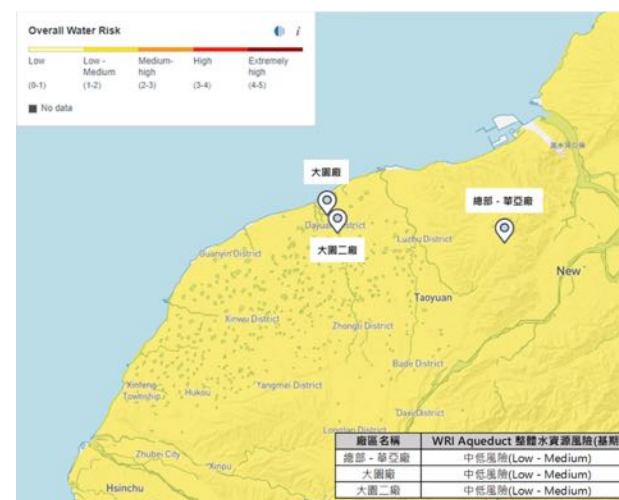 Overall Water Risk
i
Low
Low - Medium
Medium-high
High
Extremely high
(0-1)
(1-2)
(2-3)
(3-4)
(4-5)
No data
大園廠
總部 - 華亞廠
大園二廠
Luzhu District
Guanyin District
New
Taoyuan
Xinwu District
Zhongli District
Bade District
Xinfeng Township
Hukou
Yangmei District
Daxi District
Zhubei City
Xinpu
Hsinchu
廠區名稱 WRI Aqueduct 整體水資源風險(基期
總部 - 華亞廠 中低風險(Low - Medium)
大園廠 中低風險(Low - Medium)
大園二廠 中低風險(Low - Medium)